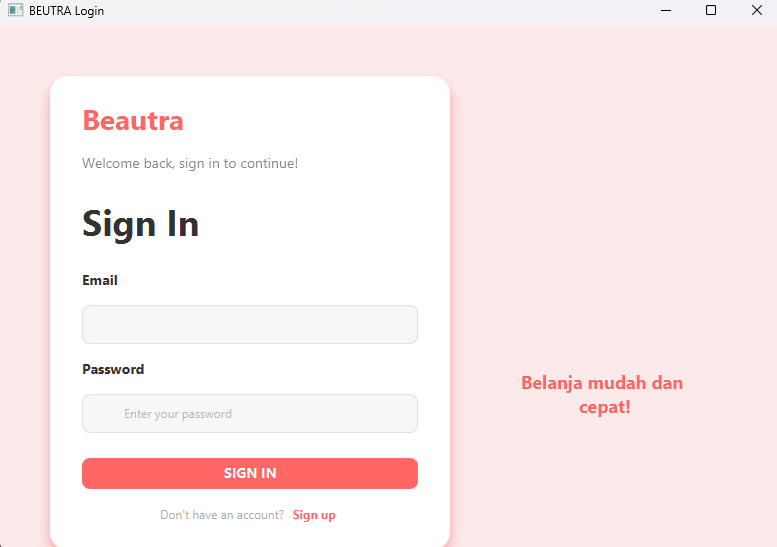 BEUTRA Login
Beautra
Welcome back, sign in to continue!
Sign In
Email
Password
Enter your password
SIGN IN
Don't have an account? Sign up
Belanja mudah dan
cepat!